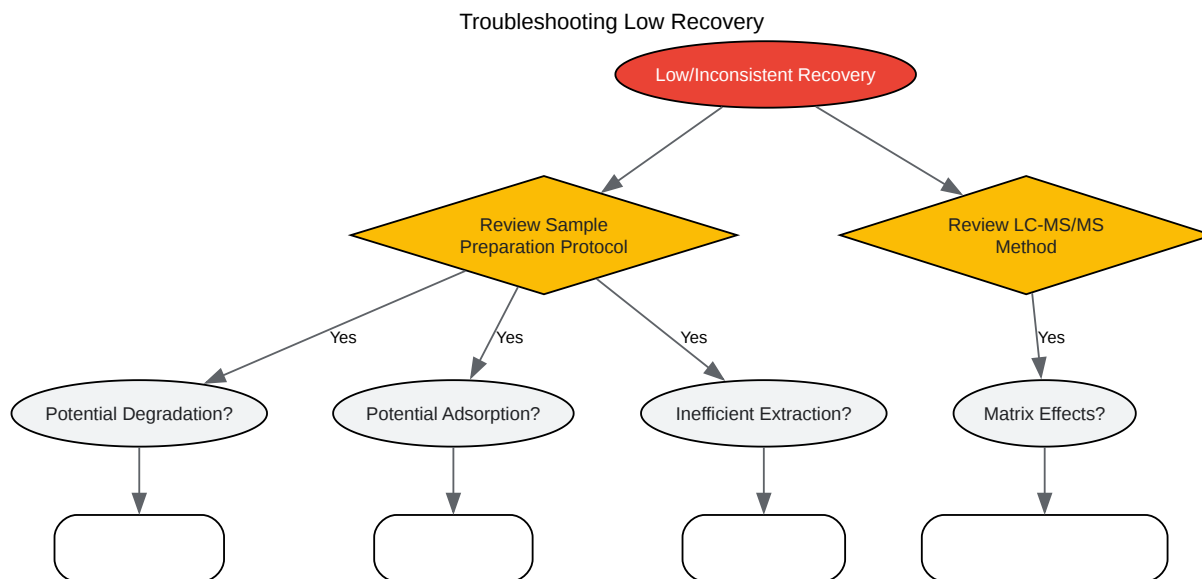 Troubleshooting Low Recovery
Low/Inconsistent Recovery
Review Sample
Preparation Protocol
Review LC-MS/MS
Method
Yes
Yes
Yes
Yes
Potential Degradation?
Potential Adsorption?
Inefficient Extraction?
Matrix Effects?